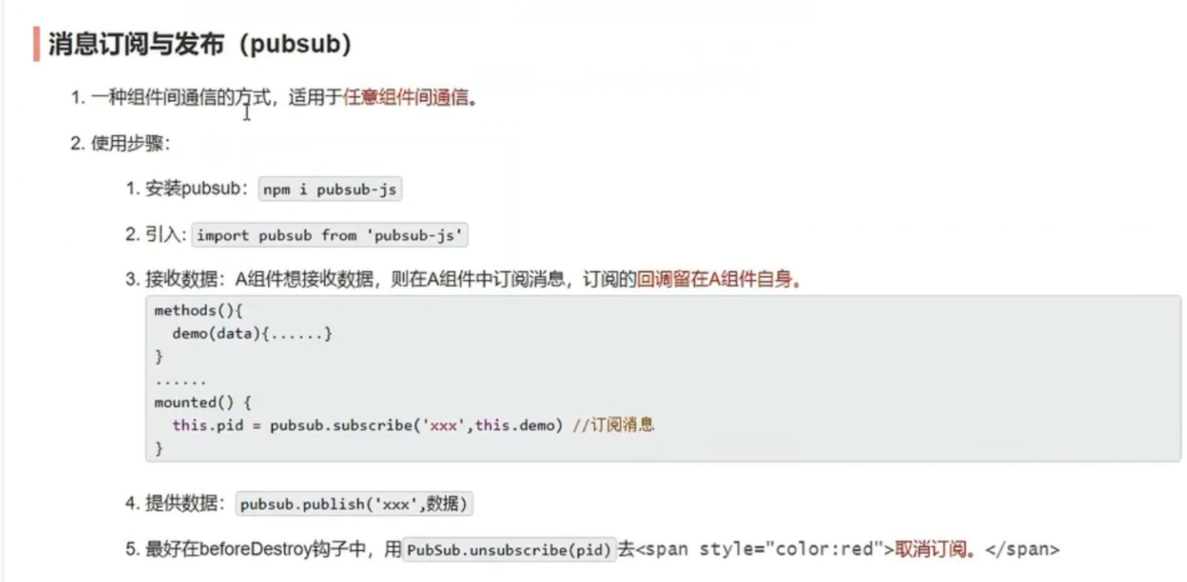 消息订阅与发布（pubsub）
1. 一种组件间通信的方式，适用于任意组件间通信。
2. 使用步骤：
1. 安装pubsub：npm i pubsub-js
2. 引入: import pubsub from 'pubsub-js'
3. 接收数据：A组件想接收数据，则在A组件中订阅消息，订阅的回调留在A组件自身。
methods(){
demo(data){......}
}
......
mounted() {
this.pid = pubsub.subscribe('xxx',this.demo) //订阅消息
}
4. 提供数据：pubsub.publish('xxx',数据)
5. 最好在beforeDestroy钩子中，用PubSub.unsubscribe(pid)去<span style="color:red">取消订阅。</span>